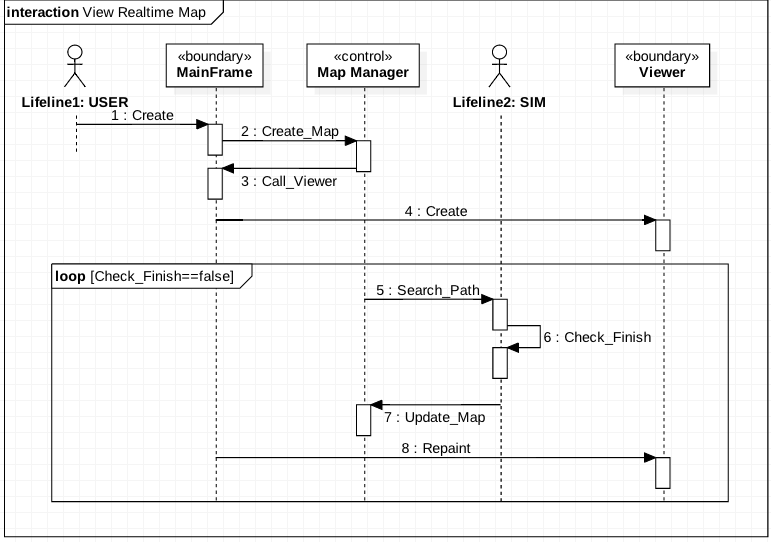 interaction View Realtime Map
«boundary»
MainFrame
«control»
Map Manager
«boundary»
Viewer
Lifeline1: USER
Lifeline2: SIM
1 : Create
2 : Create_Map
3 : Call_Viewer
4 : Create
loop [Check_Finish==false]
5 : Search_Path
6 : Check_Finish
7 : Update_Map
8 : Repaint